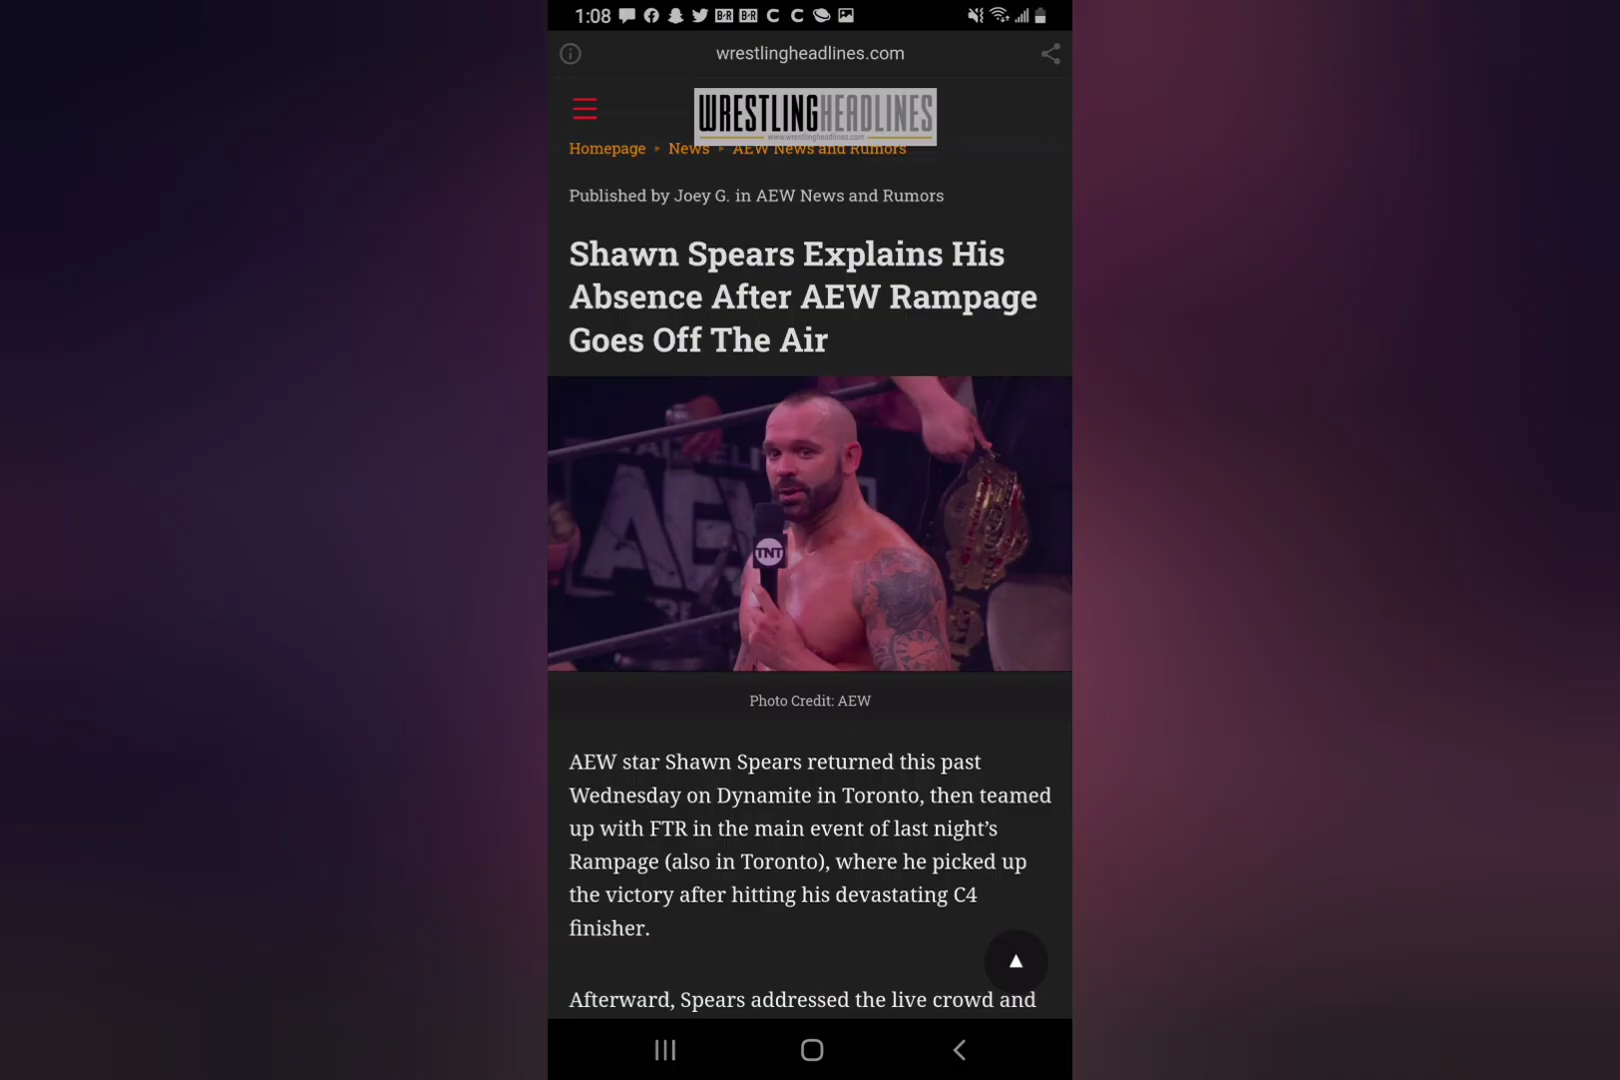 1:08
wrestlingheadlines.com
WRESTLINGHEADLINES
www.wrestlingheadlines.com
Homepage ▸ News ▸ AEW News and Rumors
Published by Joey G. in AEW News and Rumors
Shawn Spears Explains His
Absence After AEW Rampage
Goes Off The Air
AEW
TNT
Photo Credit: AEW
AEW star Shawn Spears returned this past
Wednesday on Dynamite in Toronto, then teamed
up with FTR in the main event of last night’s
Rampage (also in Toronto), where he picked up
the victory after hitting his devastating C4
finisher.
Afterward, Spears addressed the live crowd and